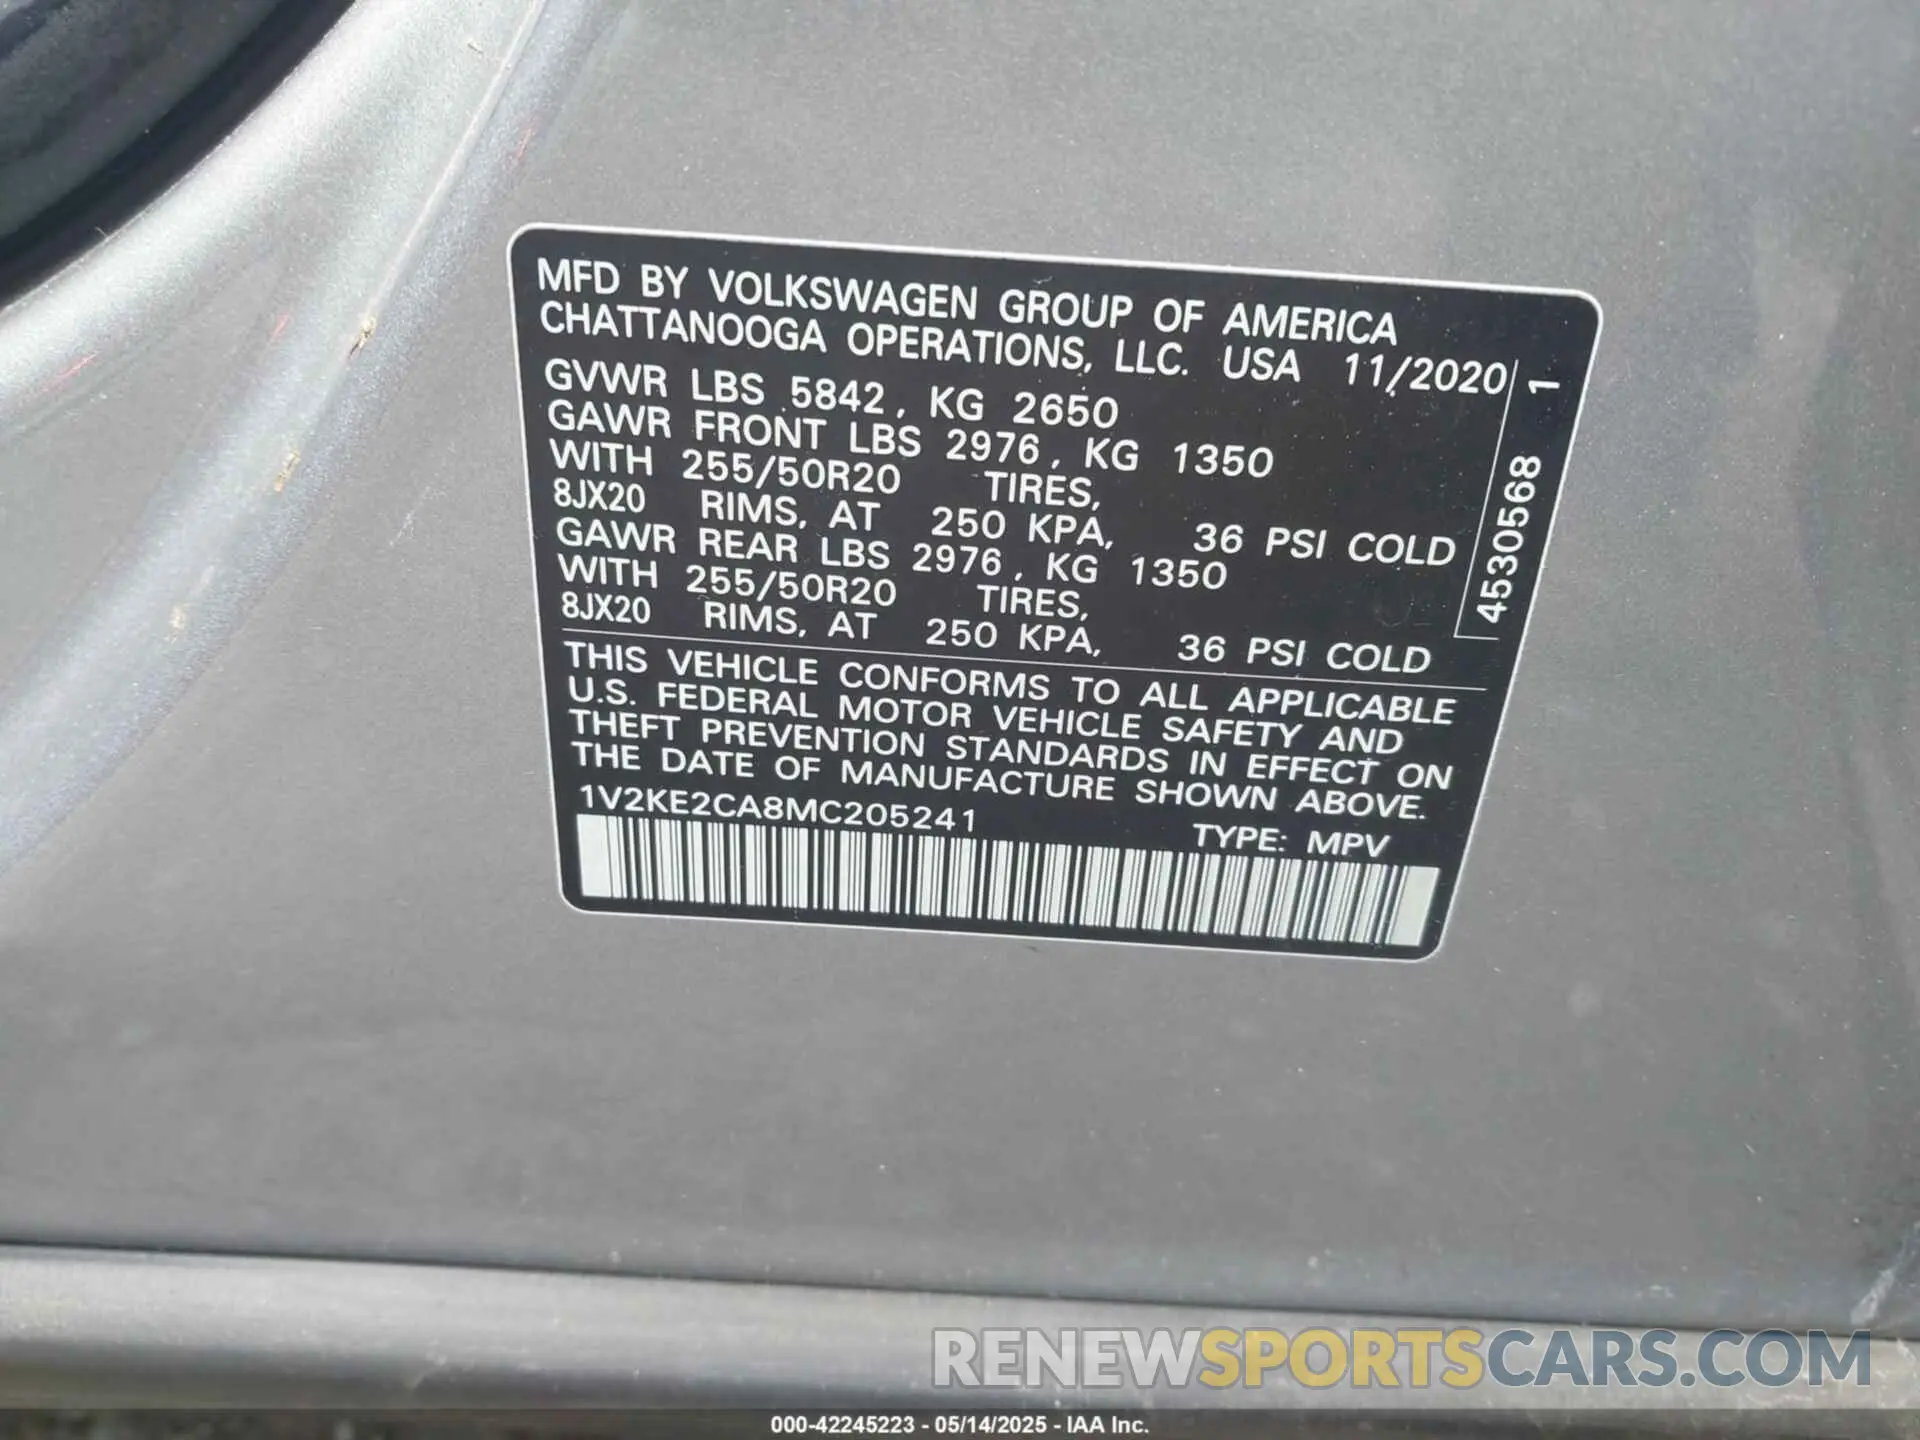 MFD BY VOLKSWAGEN GROUP OF AMERICA
CHATTANOOGA OPERATIONS, LLC. USA 11/2020
GVWR LBS 5842, KG 2650
GAWR FRONT LBS 2976, KG 1350
WITH 255/50R20 TIRES,
8JX20 RIMS, AT 250 KPA, 36 PSI COLD
GAWR REAR LBS 2976, KG 1350
WITH 255/50R20 TIRES,
8JX20 RIMS, AT 250 KPA, 36 PSI COLD
4530568 1
THIS VEHICLE CONFORMS TO ALL APPLICABLE
U.S. FEDERAL MOTOR VEHICLE SAFETY AND
THEFT PREVENTION STANDARDS IN EFFECT ON
THE DATE OF MANUFACTURE SHOWN ABOVE.
1V2KE2CA8MC205241
TYPE: MPV
RENEWSPORTSCARS.COM
000-42245223 - 05/14/2025 - IAA Inc.